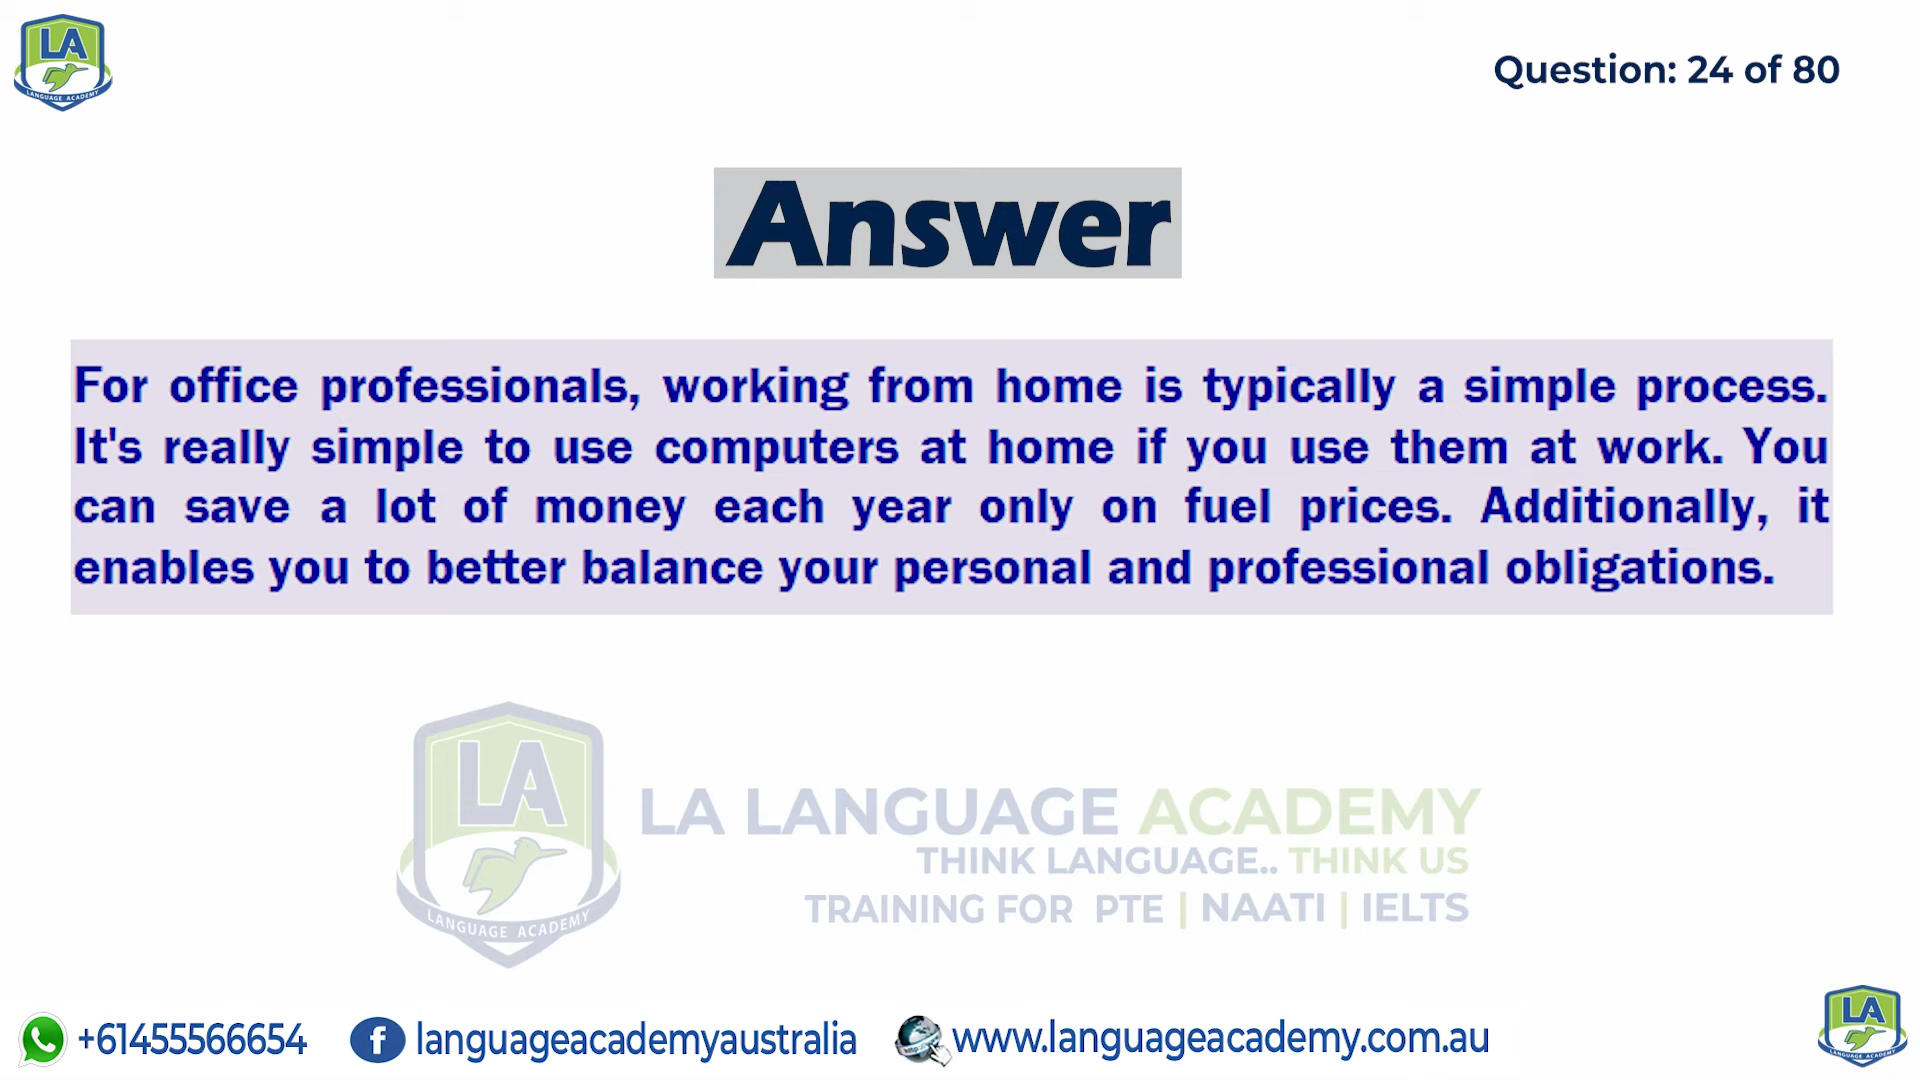 LA
LANGUAGE ACADEMY
Question: 24 of 80
Answer
For office professionals, working from home is typically a simple process.
It's really simple to use computers at home if you use them at work. You
can save a lot of money each year only on fuel prices. Additionally, it
enables you to better balance your personal and professional obligations.
LA
LANGUAGE ACADEMY
LA LANGUAGE ACADEMY
THINK LANGUAGE.. THINK US
TRAINING FOR PTE | NAATI | IELTS
+61455566654
languageacademyaustralia
http
www.languageacademy.com.au
LA
LANGUAGE ACADEMY